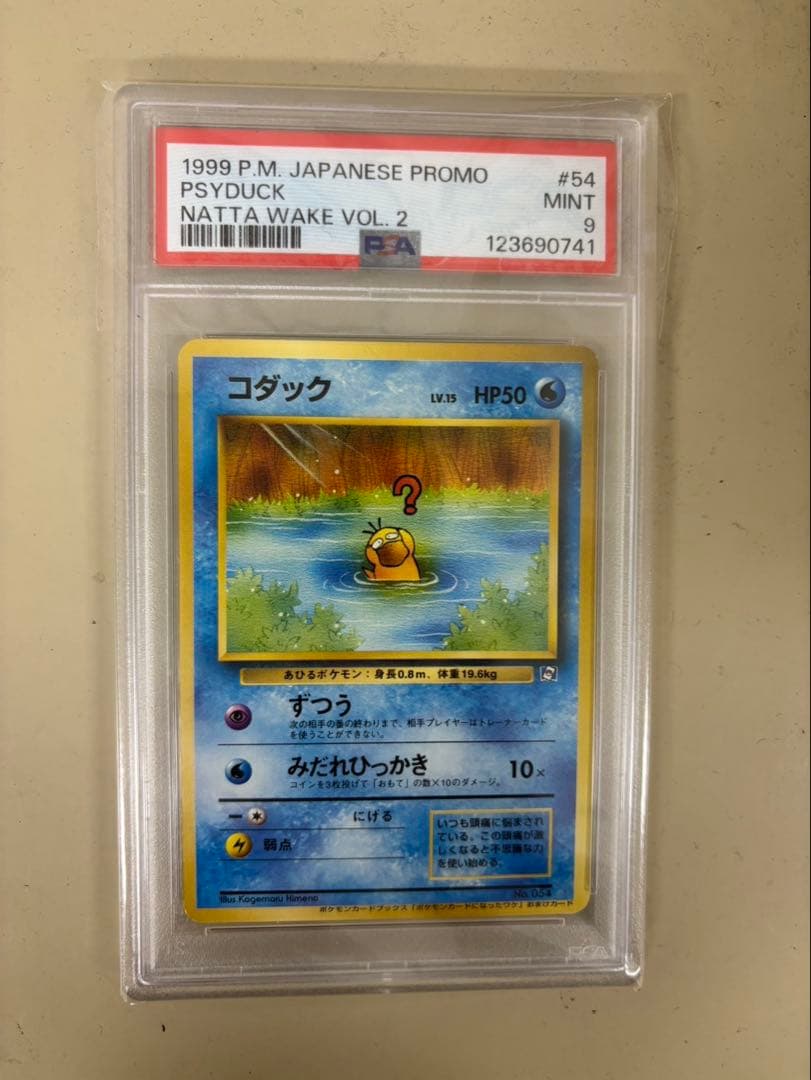 1999 P.M. JAPANESE PROMO #54
PSYDUCK MINT
NATTA WAKE VOL. 2 9
PSA 123690741
コダック LV.15 HP50
?
あひるポケモン：身長0.8m、体重19.6kg
ずつう
次の相手の番の終わりまで、相手プレイヤーはトレーナーカード
を使うことができない。
みだれひっかき 10×
コインを3枚投げて「おもて」の数×10のダメージ。
にげる
弱点
いつも頭痛に悩まされ
ている。この頭痛が激
しくなると不思議な力
を使い始める。
No.054
Illus Kagemaru Himeno
ポケモンカードブックス「ポケモンカードになったワケ」おまけカード
PSA